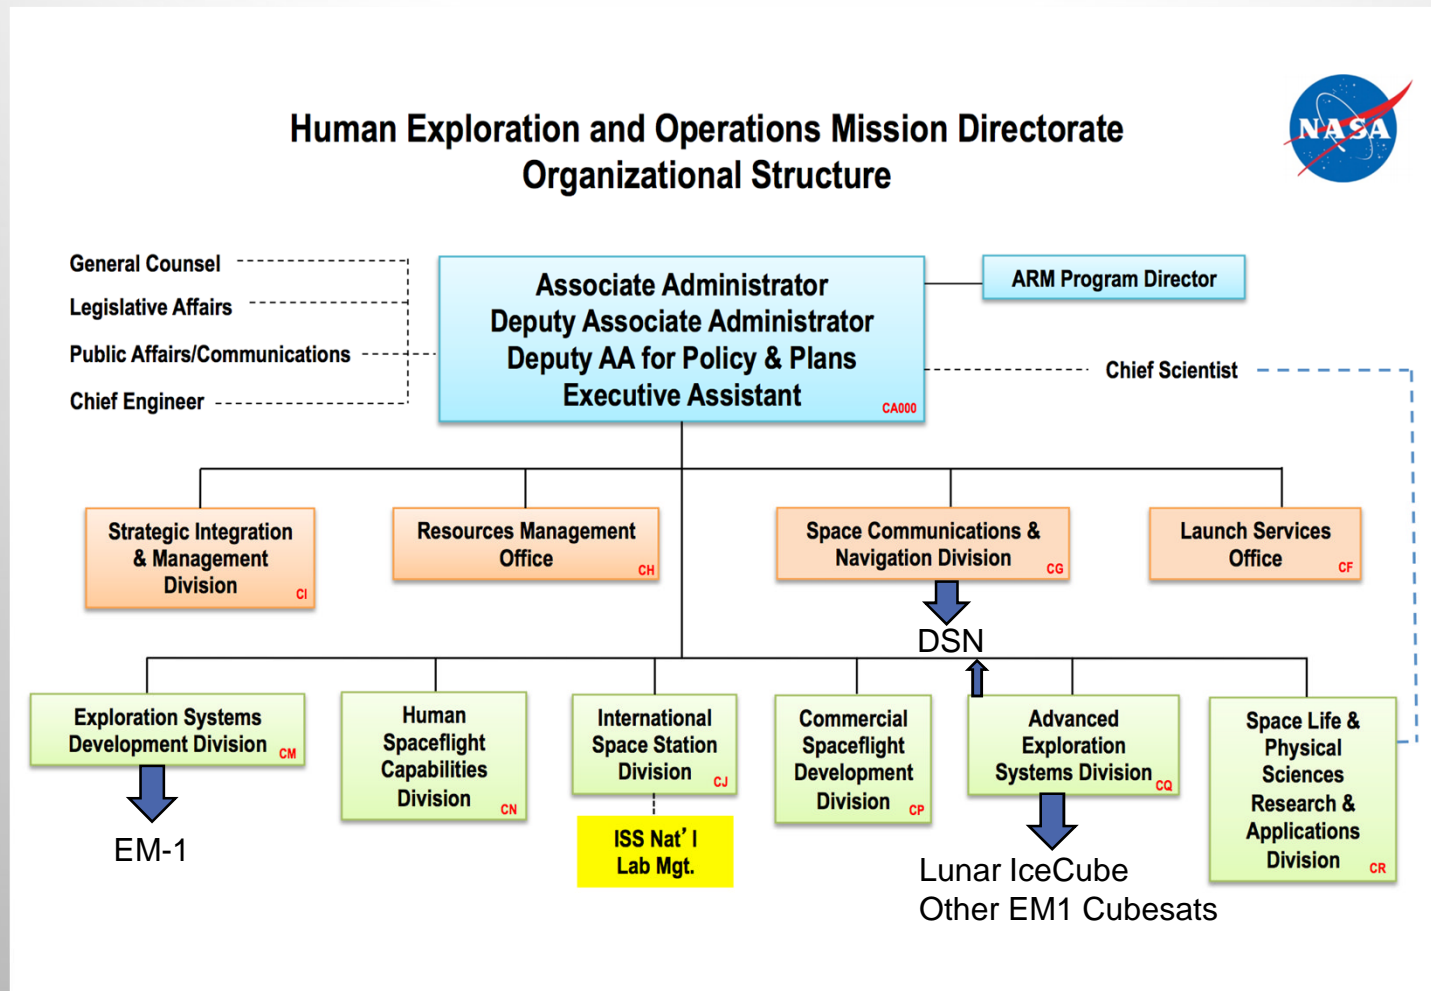 Human Exploration and Operations Mission Directorate
Organizational Structure
NASA
General Counsel
Legislative Affairs
Public Affairs/Communications
Chief Engineer
Associate Administrator
Deputy Associate Administrator
Deputy AA for Policy & Plans
Executive Assistant
CA000
ARM Program Director
Chief Scientist
Strategic Integration
& Management
Division
CI
Resources Management
Office
CH
Space Communications &
Navigation Division
CG
Launch Services
Office
CF
DSN
Exploration Systems
Development Division
CM
Human
Spaceflight
Capabilities
Division
CN
International
Space Station
Division
CJ
Commercial
Spaceflight
Development
Division
CP
Advanced
Exploration
Systems Division
CQ
Space Life &
Physical
Sciences
Research &
Applications
Division
CR
EM-1
ISS Nat’ l
Lab Mgt.
Lunar IceCube
Other EM1 Cubesats